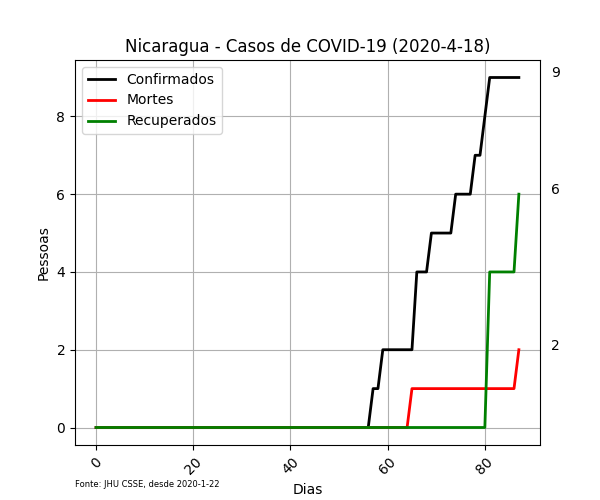 Nicaragua - Casos de COVID-19 (2020-4-18)
Confirmados
Mortes
Recuperados
Pessoas
8
6
4
2
0
9
6
2
0
20
40
60
80
Dias
Fonte: JHU CSSE, desde 2020-1-22